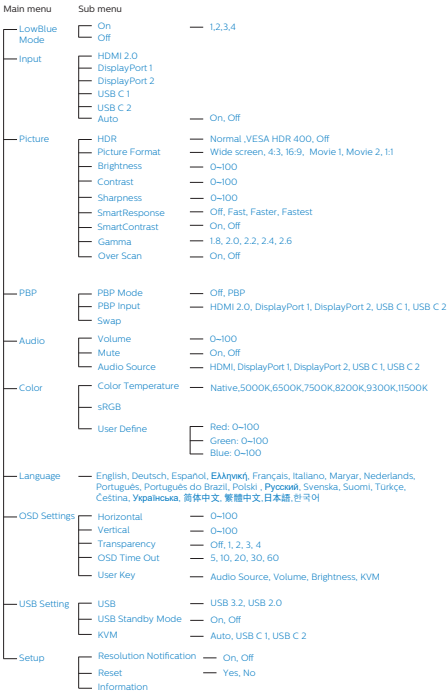 Main menu Sub menu
LowBlue Mode
On 1,2,3,4
Off
Input
HDMI 2.0
DisplayPort 1
DisplayPort 2
USB C 1
USB C 2
Auto On, Off
Picture
HDR Normal ,VESA HDR 400, Off
Picture Format Wide screen, 4:3, 16:9, Movie 1, Movie 2, 1:1
Brightness 0–100
Contrast 0–100
Sharpness 0–100
SmartResponse Off, Fast, Faster, Fastest
SmartContrast On, Off
Gamma 1.8, 2.0, 2.2, 2.4, 2.6
Over Scan On, Off
PBP
PBP Mode Off, PBP
PBP Input HDMI 2.0, DisplayPort 1, DisplayPort 2, USB C 1, USB C 2
Swap
Audio
Volume 0–100
Mute On, Off
Audio Source HDMI, DisplayPort 1, DisplayPort 2, USB C 1, USB C 2
Color
Color Temperature Native,5000K,6500K,7500K,8200K,9300K,11500K
sRGB
User Define Red: 0–100
Green: 0–100
Blue: 0–100
Language English, Deutsch, Español, Ελληνική, Français, Italiano, Maryar, Nederlands,
Português, Português do Brazil, Polski , Русский, Svenska, Suomi, Türkçe,
Čeština, Українська, 简体中文, 繁體中文,日本語,한국어
OSD Settings
Horizontal 0–100
Vertical 0–100
Transparency Off, 1, 2, 3, 4
OSD Time Out 5, 10, 20, 30, 60
User Key Audio Source, Volume, Brightness, KVM
USB Setting
USB USB 3.2, USB 2.0
USB Standby Mode On, Off
KVM Auto, USB C 1, USB C 2
Setup
Resolution Notification On, Off
Reset Yes, No
Information